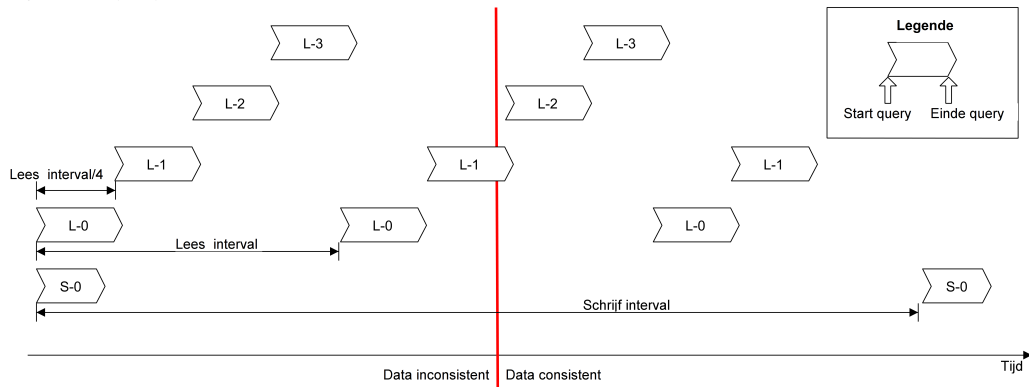 L-3
L-3
Legende
Start query
Einde query
L-2
L-2
L-1
L-1
L-1
Lees interval/4
L-0
L-0
L-0
Lees interval
S-0
S-0
Schrijf interval
Tijd
Data inconsistent
Data consistent